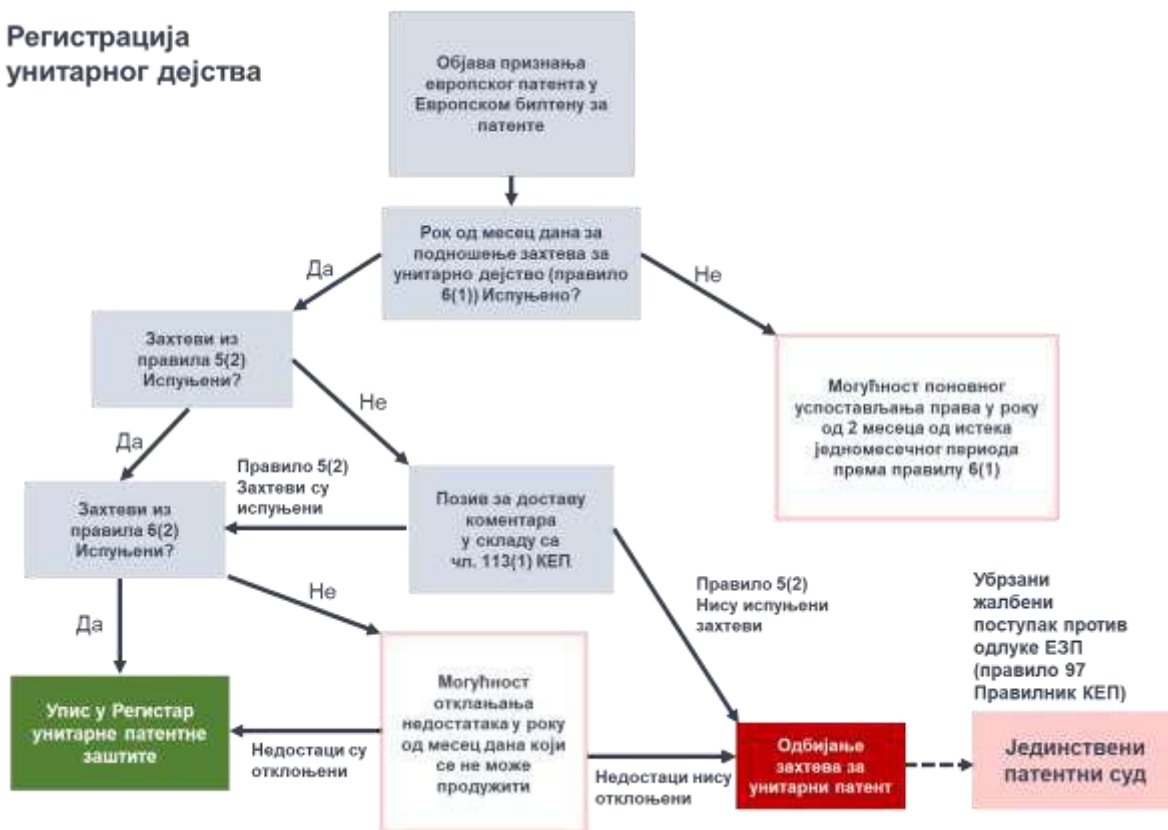 Регистрација
унитарног дејства
Објава признања
европског патента у
Европском билтену за
патенте
Рок од месец дана за
подношење захтева за
унитарно дејство (правило
6(1)) Испуњено?
Да
Не
Захтеви из
правила 5(2)
Испуњени?
Могућност поновног
успостављања права у року
од 2 месеца од истека
једномесечног периода
према правилу 6(1)
Да
Не
Правило 5(2)
Захтеви су
испуњени
Захтеви из
правила 6(2)
Испуњени?
Позив за доставу
коментара
у складу са
чл. 113(1) КЕП
Да
Не
Правило 5(2)
Нису испуњени
захтеви
Убрзани
жалбени
поступак против
одлуке ЕЗП
(правило 97
Правилник КЕП)
Упис у Регистар
унитарне патентне
заштите
Недостаци су
отклоњени
Могућност
отклањања
недостатака у року
од месец дана који
се не може
продужити
Недостаци нису
отклоњени
Одбијање
захтева за
унитарни патент
Јединствени
патентни суд